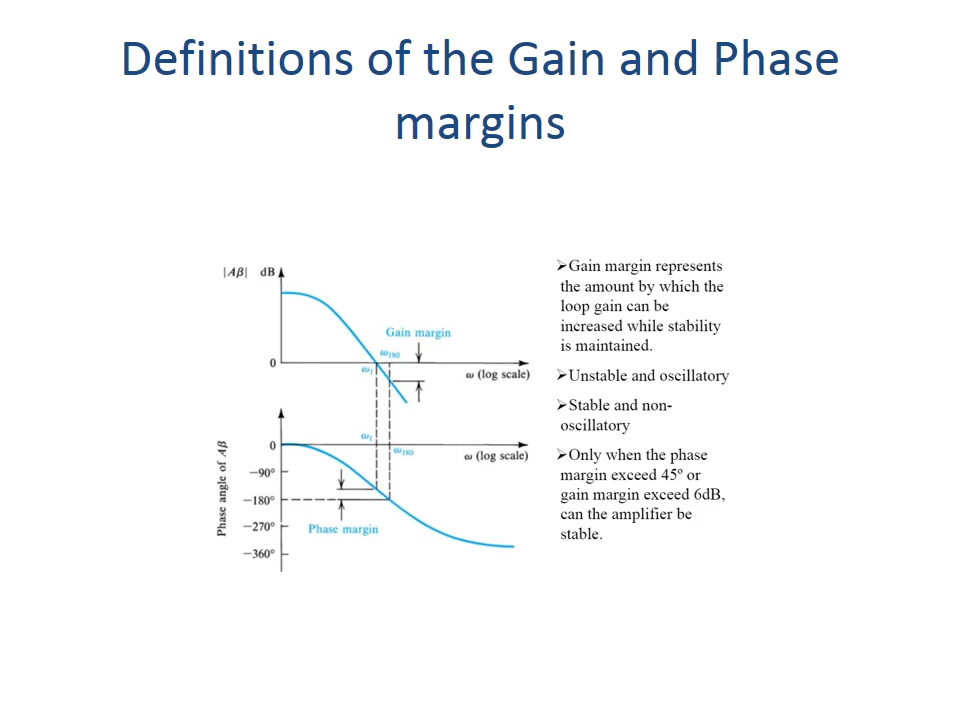 Definitions of the Gain and Phase
margins
|Aβ| dB
Gain margin
ω180
0
ω1
ω (log scale)
ω1
0
ω180
ω (log scale)
Phase angle of Aβ
−90°
−180°
−270°
Phase margin
−360°
➢Gain margin represents
the amount by which the
loop gain can be
increased while stability
is maintained.
➢Unstable and oscillatory
➢Stable and non-
oscillatory
➢Only when the phase
margin exceed 45º or
gain margin exceed 6dB,
can the amplifier be
stable.